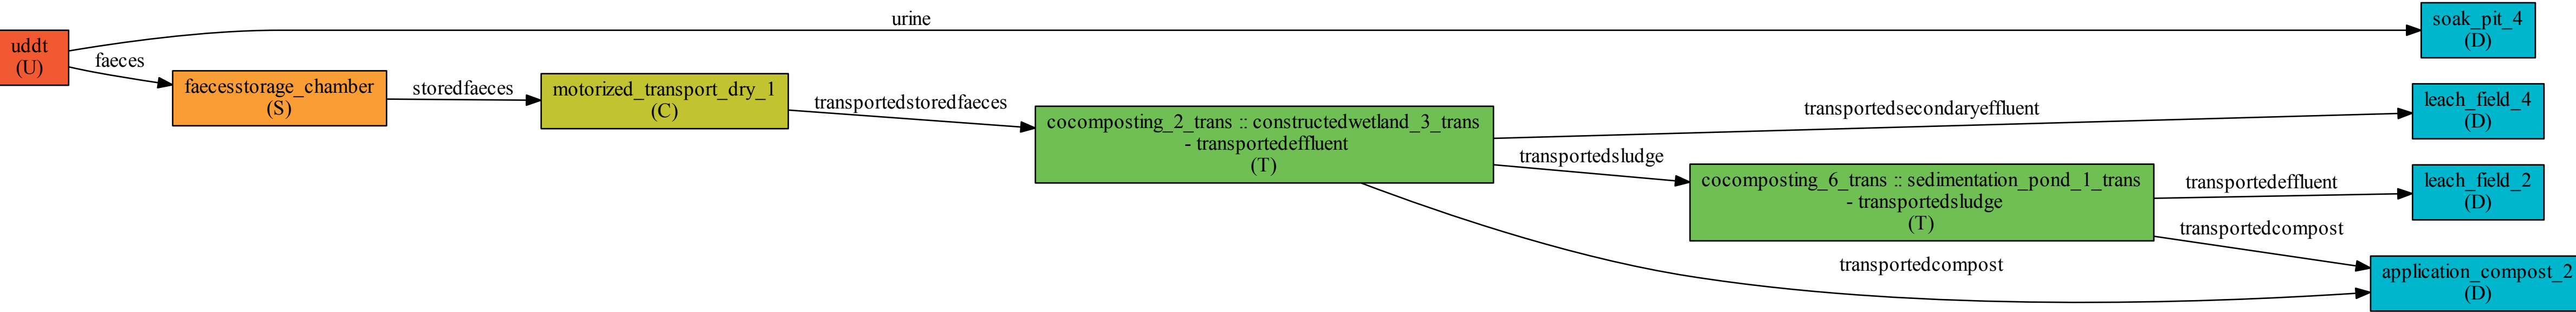 urine
soak_pit_4
(D)
uddt
(U)
faeces
faecesstorage_chamber
(S)
storedfaeces
motorized_transport_dry_1
(C)
transportedstoredfaeces
cocomposting_2_trans :: constructedwetland_3_trans
- transportedeffluent
(T)
transportedsecondaryeffluent
leach_field_4
(D)
transportedsludge
cocomposting_6_trans :: sedimentation_pond_1_trans
- transportedsludge
(T)
transportedeffluent
leach_field_2
(D)
transportedcompost
transportedcompost
application_compost_2
(D)